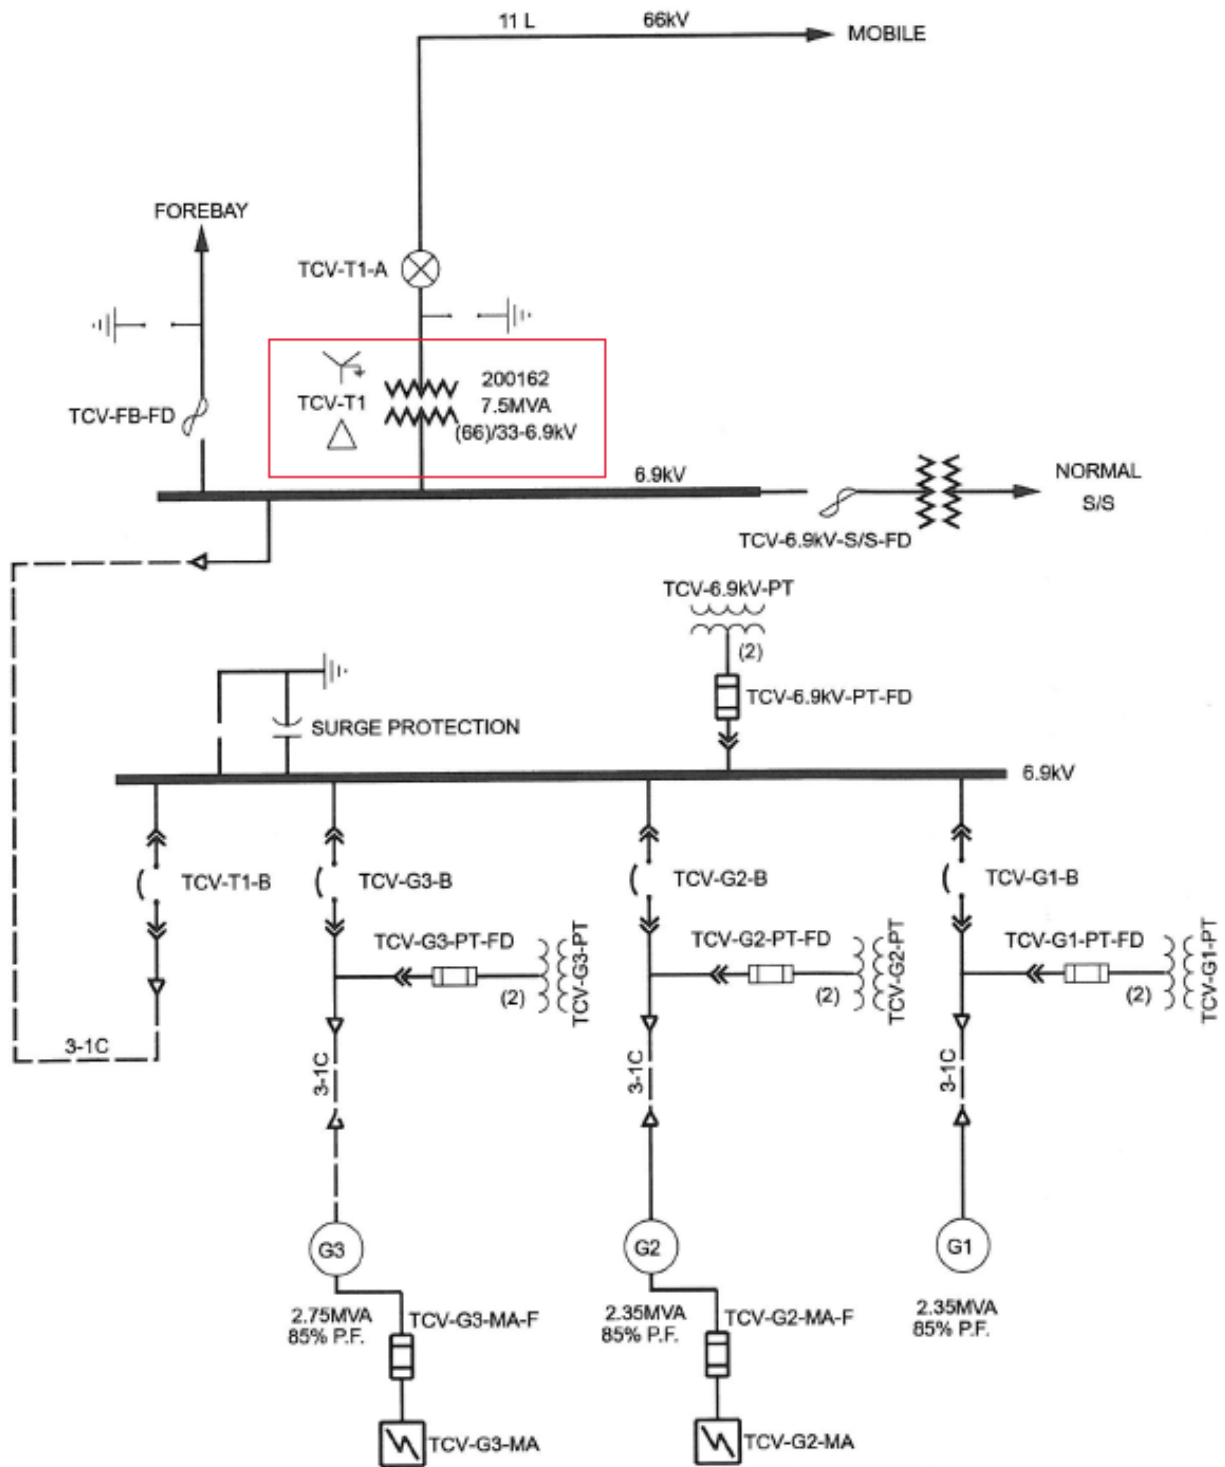 11 L 66kV
MOBILE
FOREBAY
TCV-T1-A
TCV-FB-FD
TCV-T1
200162
7.5MVA
(66)/33-6.9kV
6.9kV
NORMAL
S/S
TCV-6.9kV-S/S-FD
TCV-6.9kV-PT
(2)
TCV-6.9kV-PT-FD
SURGE PROTECTION
6.9kV
TCV-T1-B
TCV-G3-B
TCV-G2-B
TCV-G1-B
TCV-G3-PT-FD
(2)
TCV-G3-PT
TCV-G2-PT-FD
(2)
TCV-G2-PT
TCV-G1-PT-FD
(2)
TCV-G1-PT
3-1C
3-1C
3-1C
3-1C
G3
G2
G1
2.75MVA
85% P.F.
TCV-G3-MA-F
2.35MVA
85% P.F.
TCV-G2-MA-F
2.35MVA
85% P.F.
TCV-G3-MA
TCV-G2-MA